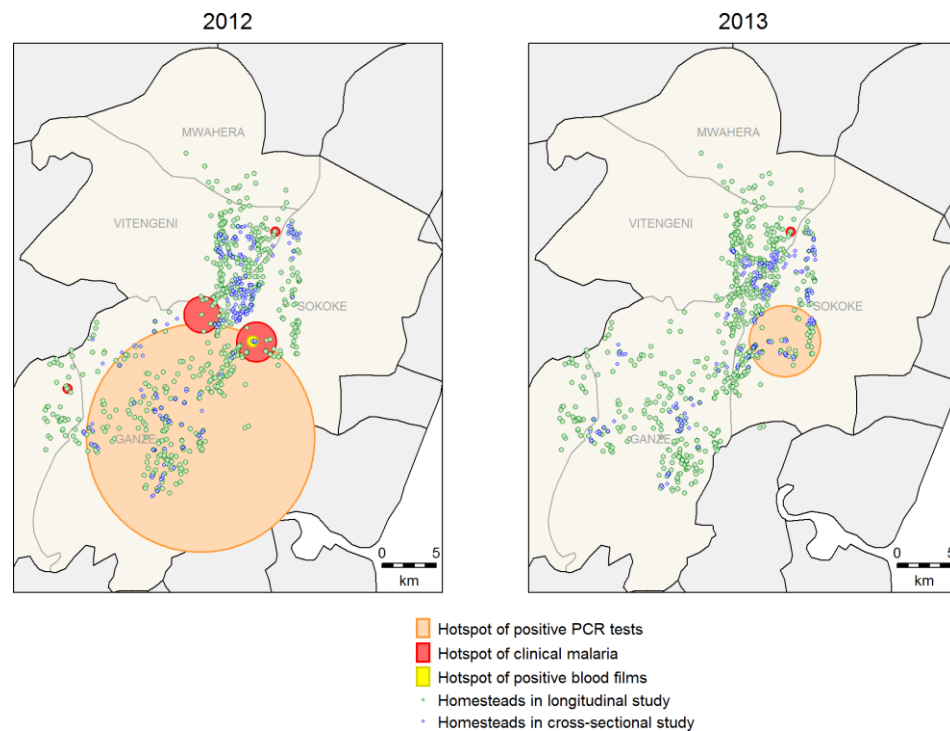 2012
2013
MWAHERA
VITENGENI
SOKOKE
GANZE
0 5
km
MWAHERA
VITENGENI
SOKOKE
GANZE
0 5
km
Hotspot of positive PCR tests
Hotspot of clinical malaria
Hotspot of positive blood films
Homesteads in longitudinal study
Homesteads in cross-sectional study